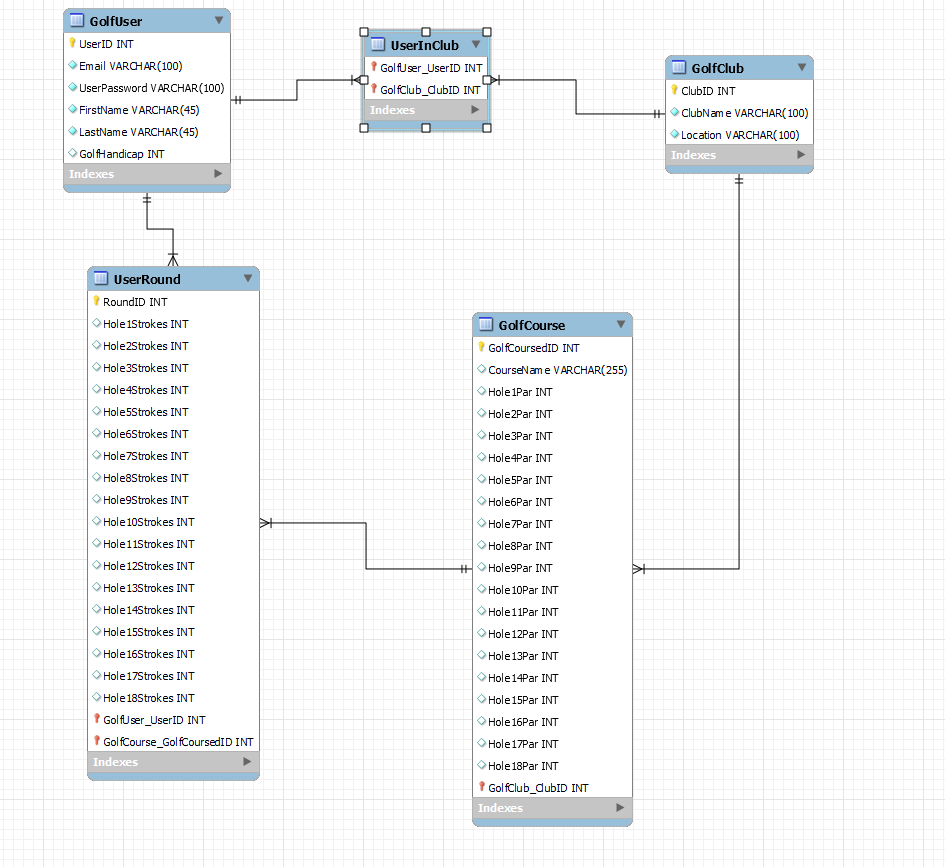 GolfUser
UserID INT
Email VARCHAR(100)
UserPassword VARCHAR(100)
FirstName VARCHAR(45)
LastName VARCHAR(45)
GolfHandicap INT
Indexes
UserInClub
GolfUser_UserID INT
GolfClub_ClubID INT
Indexes
GolfClub
ClubID INT
ClubName VARCHAR(100)
Location VARCHAR(100)
Indexes
UserRound
RoundID INT
Hole1Strokes INT
Hole2Strokes INT
Hole3Strokes INT
Hole4Strokes INT
Hole5Strokes INT
Hole6Strokes INT
Hole7Strokes INT
Hole8Strokes INT
Hole9Strokes INT
Hole10Strokes INT
Hole11Strokes INT
Hole12Strokes INT
Hole13Strokes INT
Hole14Strokes INT
Hole15Strokes INT
Hole16Strokes INT
Hole17Strokes INT
Hole18Strokes INT
GolfUser_UserID INT
GolfCourse_GolfCoursedID INT
Indexes
GolfCourse
GolfCoursedID INT
CourseName VARCHAR(255)
Hole1Par INT
Hole2Par INT
Hole3Par INT
Hole4Par INT
Hole5Par INT
Hole6Par INT
Hole7Par INT
Hole8Par INT
Hole9Par INT
Hole10Par INT
Hole11Par INT
Hole12Par INT
Hole13Par INT
Hole14Par INT
Hole15Par INT
Hole16Par INT
Hole17Par INT
Hole18Par INT
GolfClub_ClubID INT
Indexes